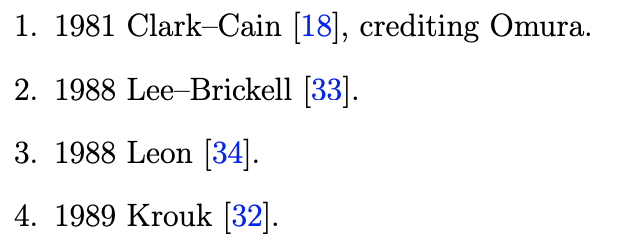 1. 1981 Clark–Cain [18], crediting Omura.
2. 1988 Lee–Brickell [33].
3. 1988 Leon [34].
4. 1989 Krouk [32].